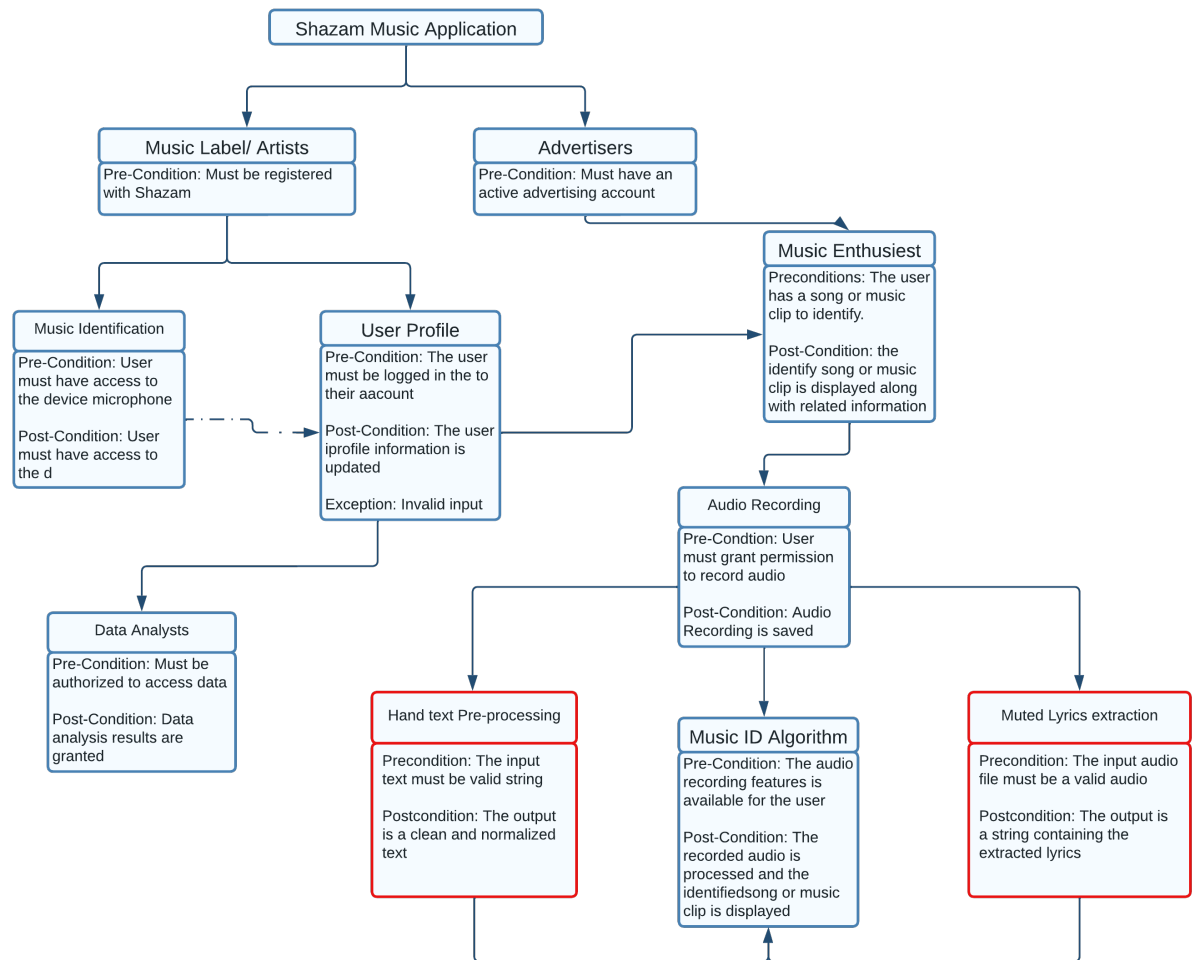 Shazam Music Application
Music Label/ Artists
Pre-Condition: Must be registered
with Shazam
Advertisers
Pre-Condition: Must have an
active advertising account
Music Enthusiest
Preconditions: The user
has a song or music
clip to identify.
Post-Condition: the
identify song or music
clip is displayed along
with related information
Music Identification
Pre-Condition: User
must have access to
the device microphone
Post-Condition: User
must have access to
the d
User Profile
Pre-Condition: The user
must be logged in the to
their aacount
Post-Condition: The user
iprofile information is
updated
Exception: Invalid input
Audio Recording
Pre-Condtion: User
must grant permission
to record audio
Post-Condition: Audio
Recording is saved
Data Analysts
Pre-Condition: Must be
authorized to access data
Post-Condition: Data
analysis results are
granted
Hand text Pre-processing
Precondition: The input
text must be valid string
Postcondition: The output
is a clean and normalized
text
Music ID Algorithm
Pre-Condition: The audio
recording features is
available for the user
Post-Condition: The
recorded audio is
processed and the
identifiedsong or music
clip is displayed
Muted Lyrics extraction
Precondition: The input audio
file must be a valid audio
Postcondition: The output is
a string containing the
extracted lyrics